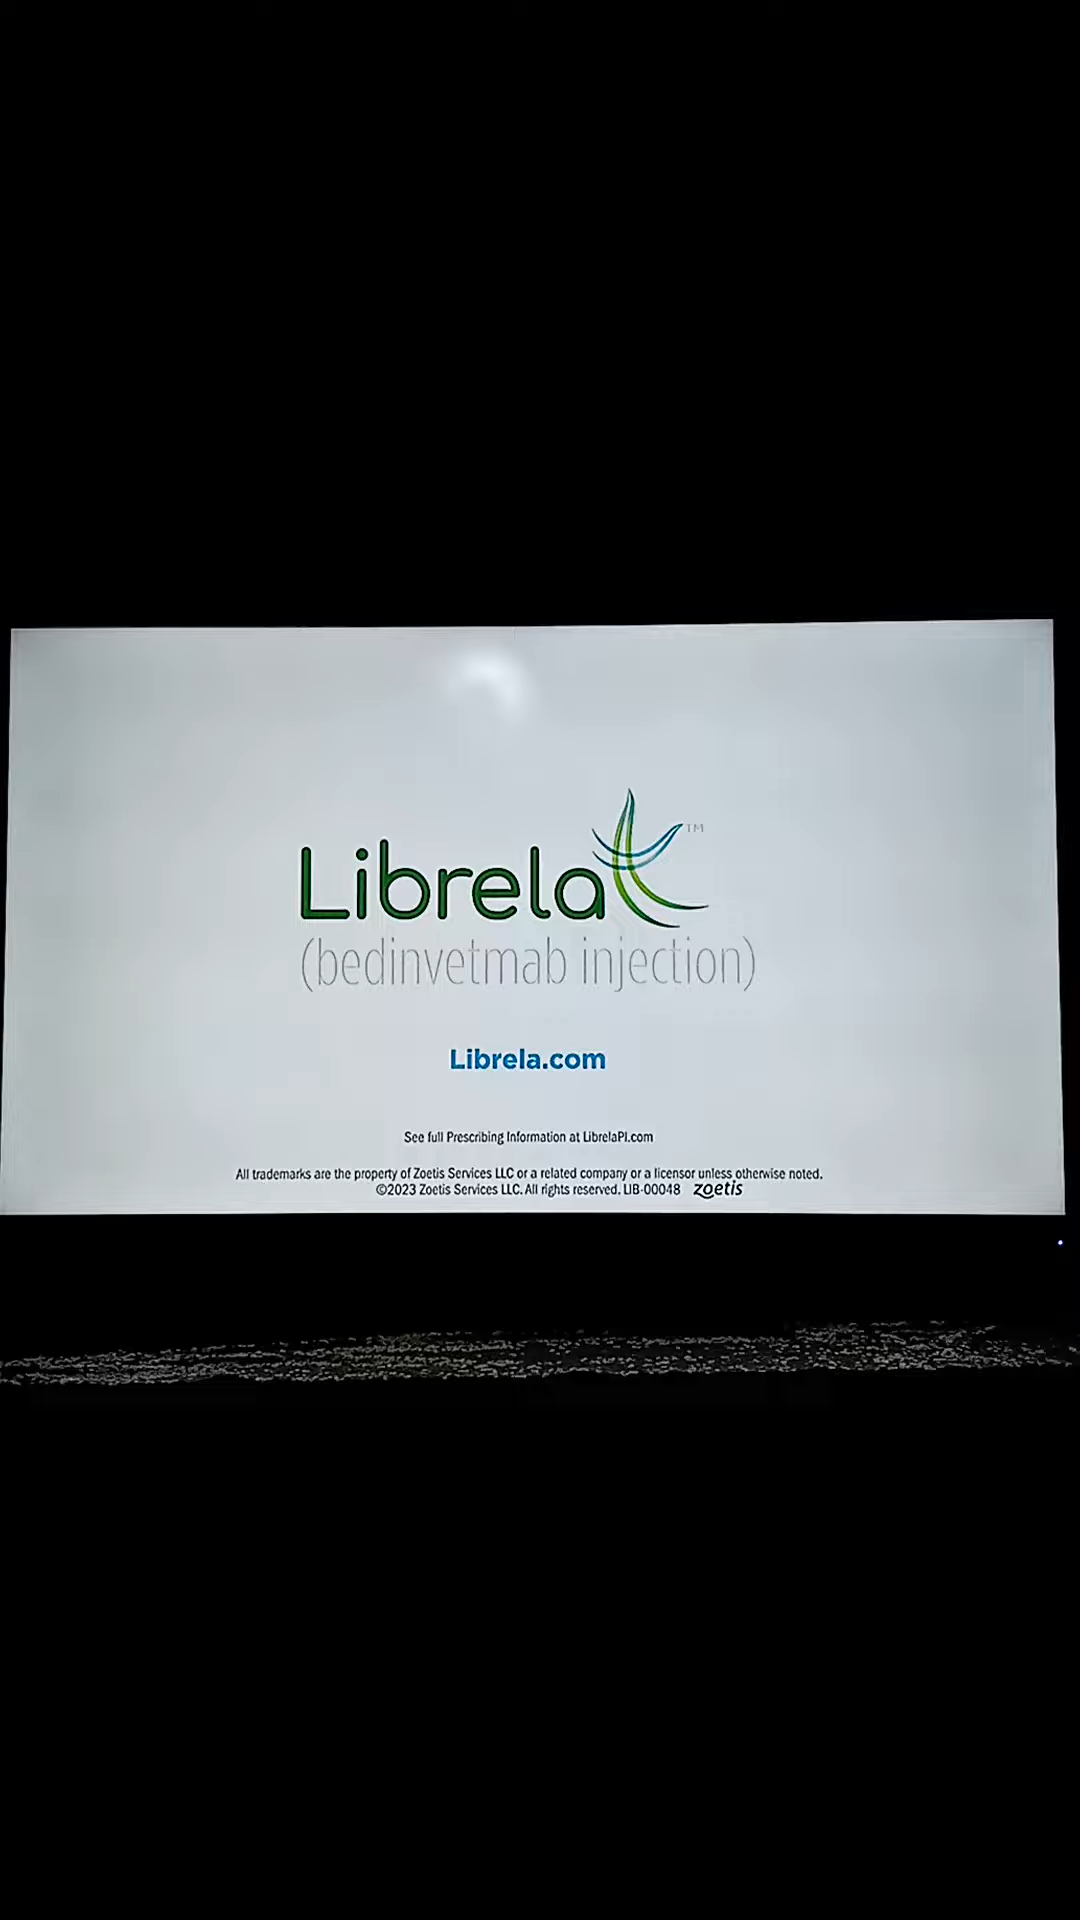 Librela™
(bedinvetmab injection)
Librela.com
See full Prescribing Information at LibrelaPI.com
All trademarks are the property of Zoetis Services LLC or a related company or a licensor unless otherwise noted.
©2023 Zoetis Services LLC. All rights reserved. LIB-00048 zoetis